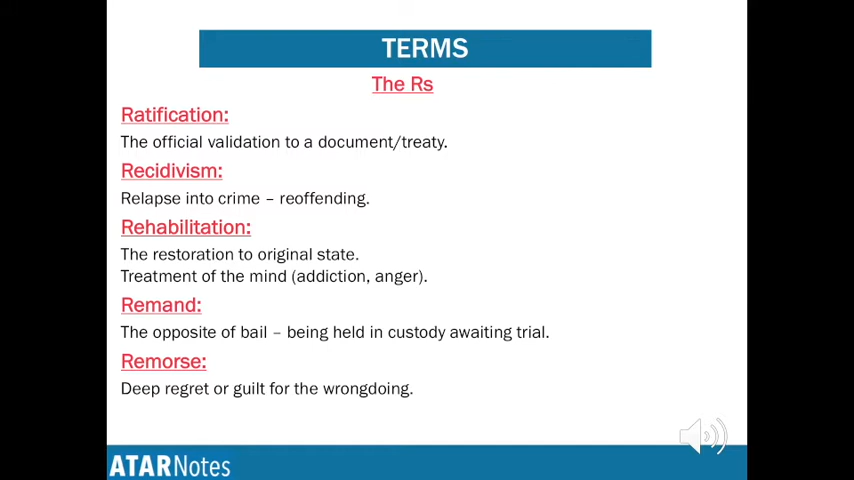 TERMS
The Rs
Ratification:
The official validation to a document/treaty.
Recidivism:
Relapse into crime – reoffending.
Rehabilitation:
The restoration to original state.
Treatment of the mind (addiction, anger).
Remand:
The opposite of bail – being held in custody awaiting trial.
Remorse:
Deep regret or guilt for the wrongdoing.
ATARNotes